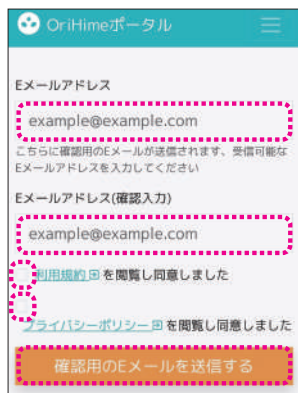 OriHimeポータル
Eメールアドレス
example@example.com
こちらに確認用のEメールが送信されます、受信可能な
Eメールアドレスを入力してください
Eメールアドレス(確認入力)
example@example.com
利用規約 を閲覧し同意しました
プライバシーポリシー を閲覧し同意しました
確認用のEメールを送信する